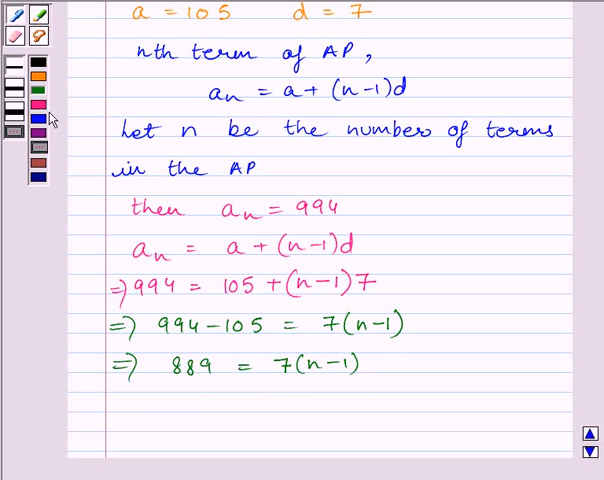 a = 105 d = 7
nth term of AP,
an = a + (n-1)d
Let n be the number of terms
in the AP
then an = 994
an = a + (n-1)d
=> 994 = 105 + (n-1)7
=> 994-105 = 7(n-1)
=> 889 = 7(n-1)